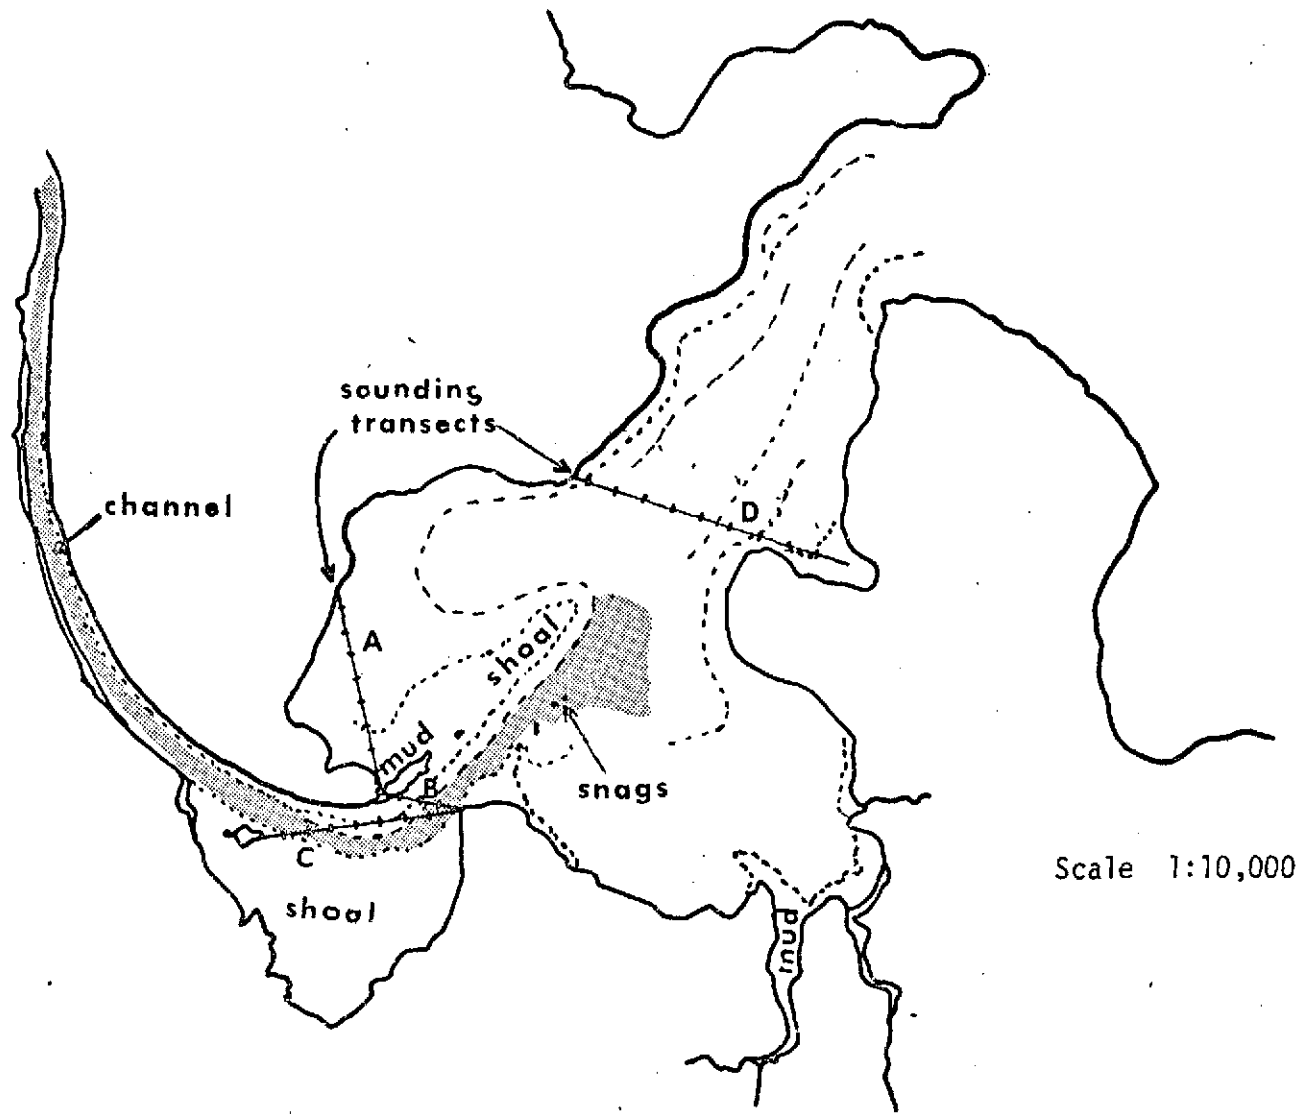 sounding
transects
channel
D
A
shoal
mud
B
snags
C
shoal
mud
Scale 1:10,000